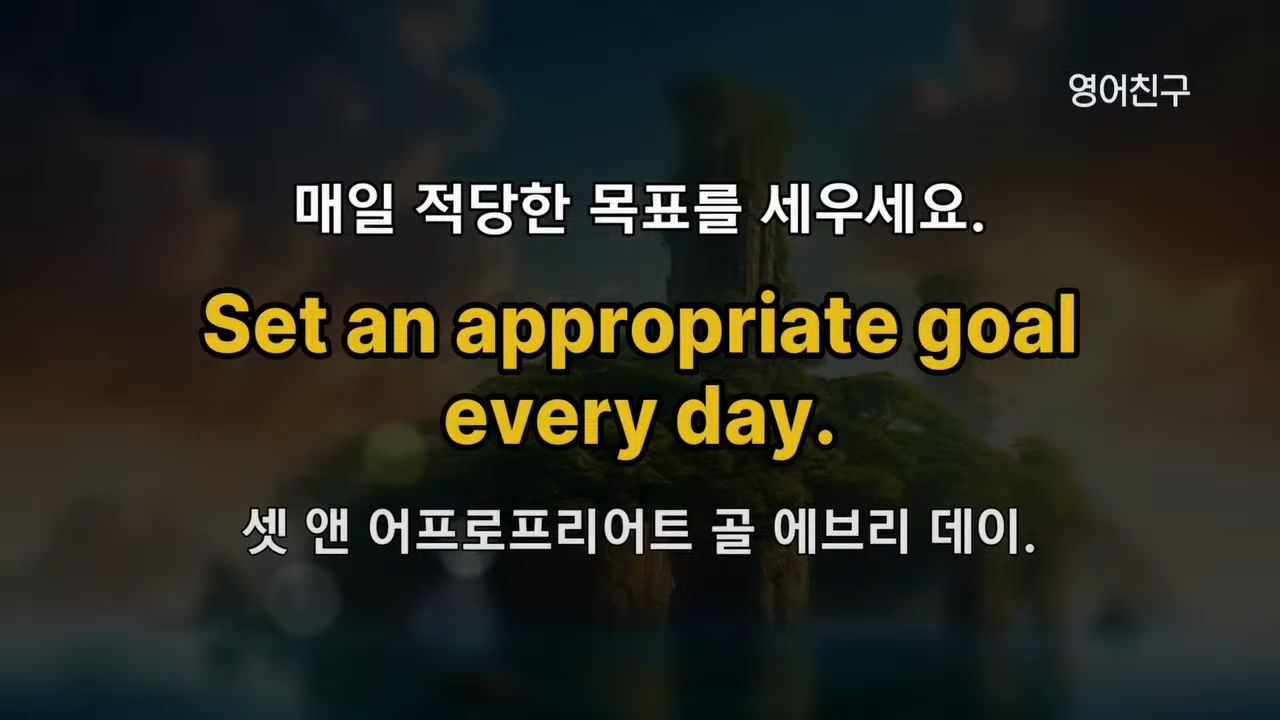 영어친구
매일 적당한 목표를 세우세요.
Set an appropriate goal
every day.
셋 앤 어프로프리어트 골 에브리 데이.